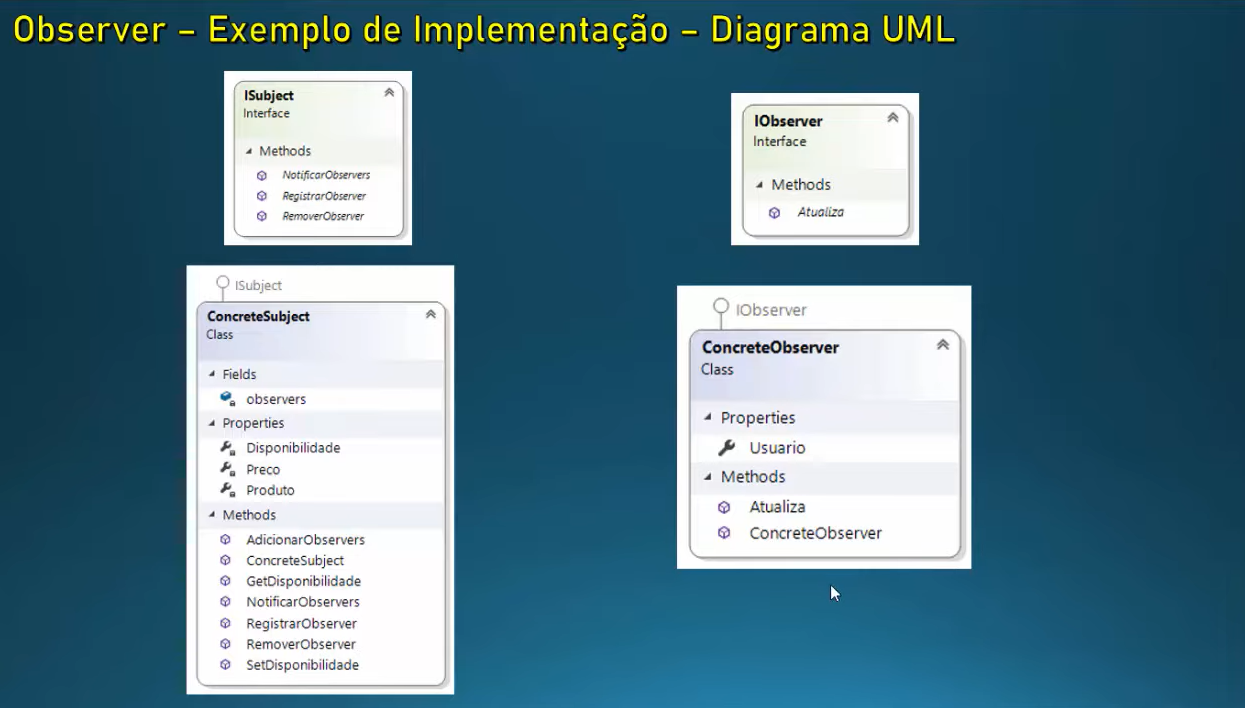 Observer – Exemplo de Implementação – Diagrama UML
ISubject
Interface
Methods
NotificarObservers
RegistrarObserver
RemoverObserver
IObserver
Interface
Methods
Atualiza
ISubject
ConcreteSubject
Class
Fields
observers
Properties
Disponibilidade
Preco
Produto
Methods
AdicionarObservers
ConcreteSubject
GetDisponibilidade
NotificarObservers
RegistrarObserver
RemoverObserver
SetDisponibilidade
IObserver
ConcreteObserver
Class
Properties
Usuario
Methods
Atualiza
ConcreteObserver